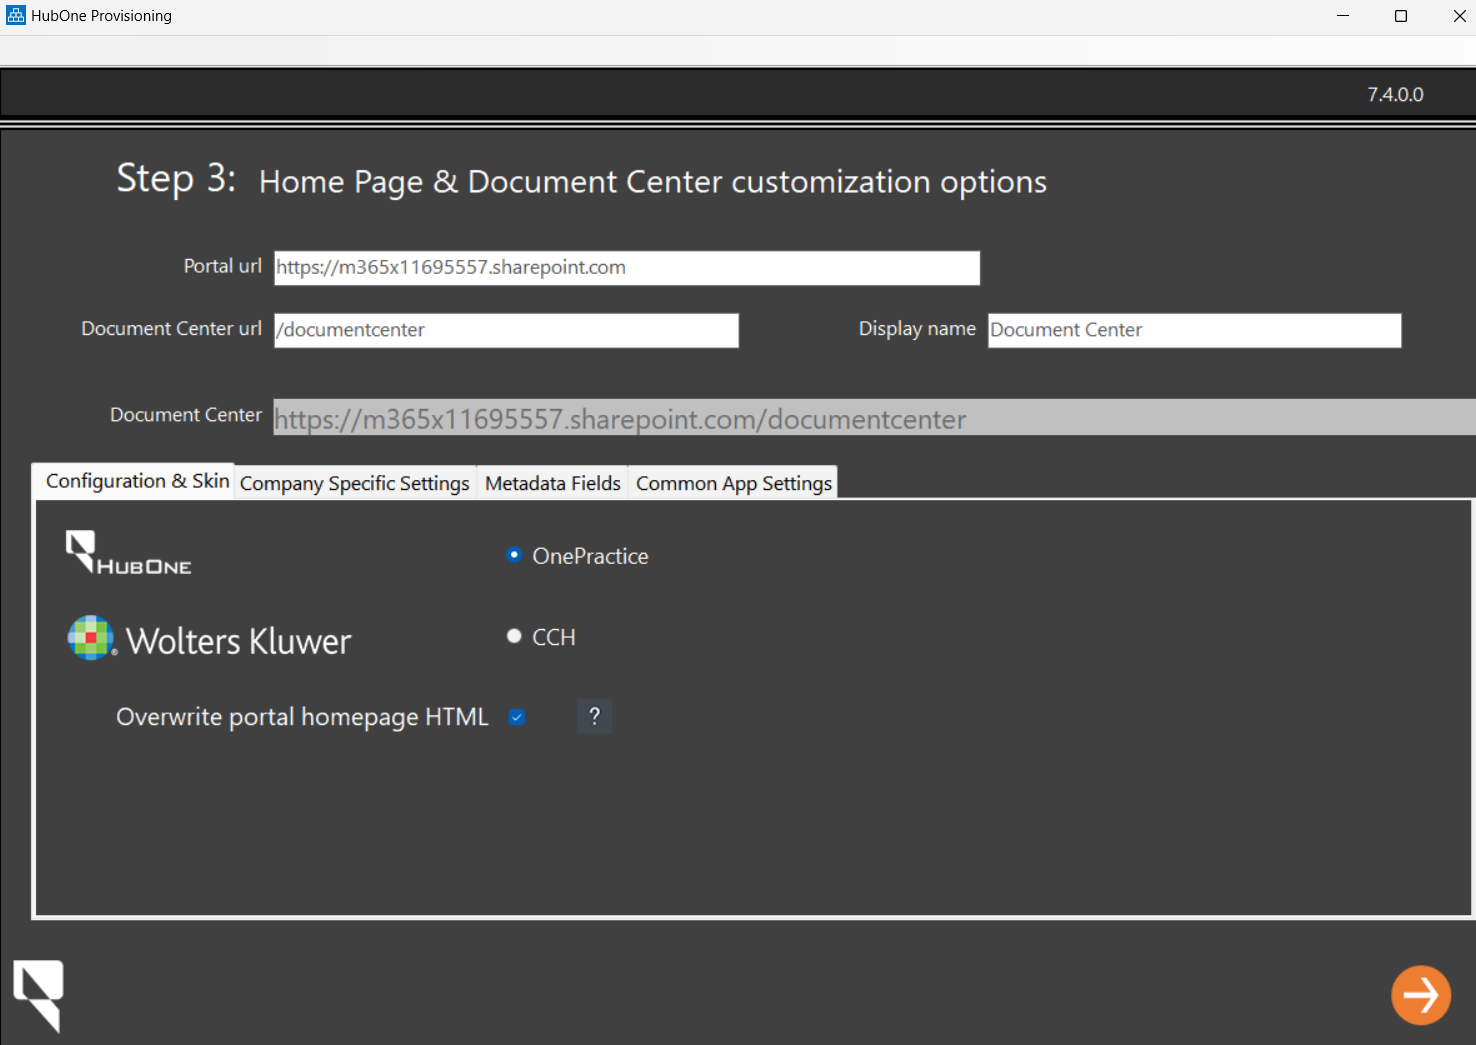 HubOne Provisioning
7.4.0.0
Step 3: Home Page & Document Center customization options
Portal url https://m365x11695557.sharepoint.com
Document Center url /documentcenter Display name Document Center
Document Center https://m365x11695557.sharepoint.com/documentcenter
Configuration & Skin Company Specific Settings Metadata Fields Common App Settings
HUBONE OnePractice
Wolters Kluwer CCH
Overwrite portal homepage HTML ?